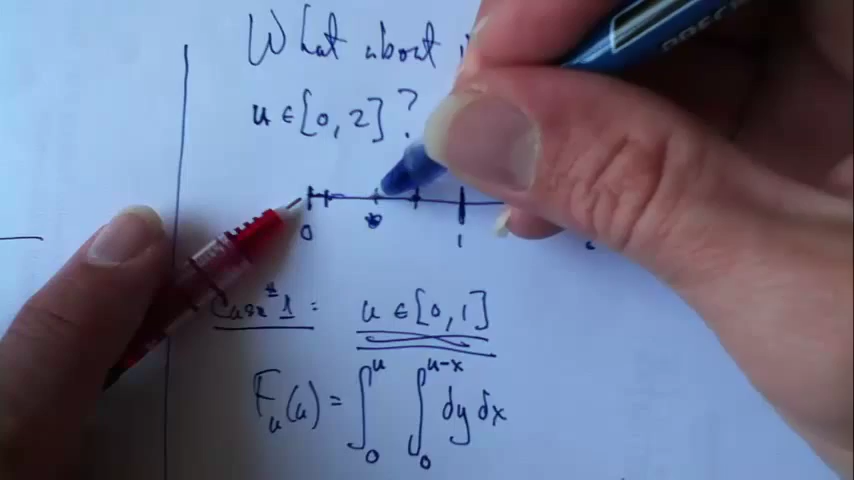 What about
u ∈ [0, 2] ?
0 1
Case #1 : u ∈ [0, 1]
F_u(u) = ∫_0^u ∫_0^{u-x} dy dx